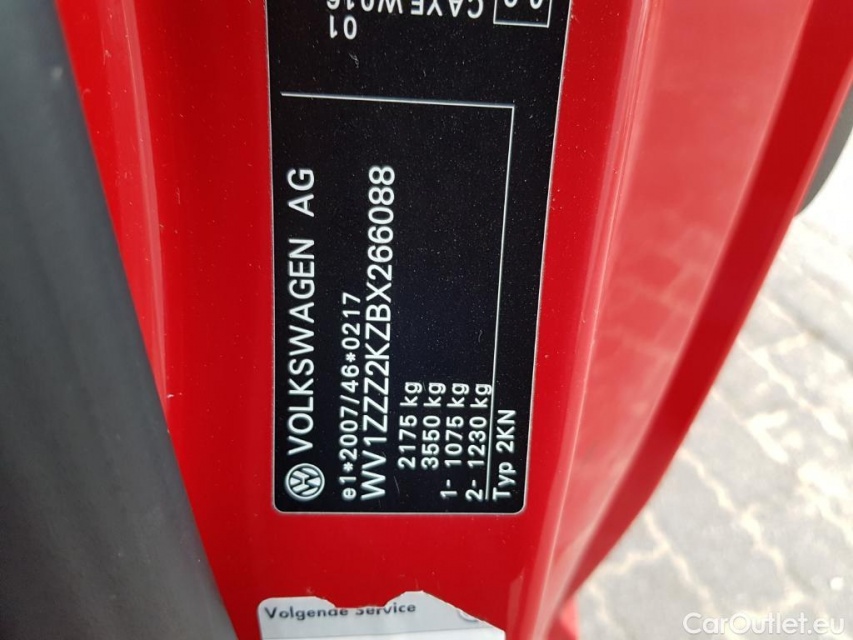 VOLKSWAGEN AG
e1*2007/46*0217
WV1ZZZ2KZBX266088
2175 kg
3550 kg
1- 1075 kg
2- 1230 kg
Typ 2KN
01
Volgende Service
CarOutlet.eu